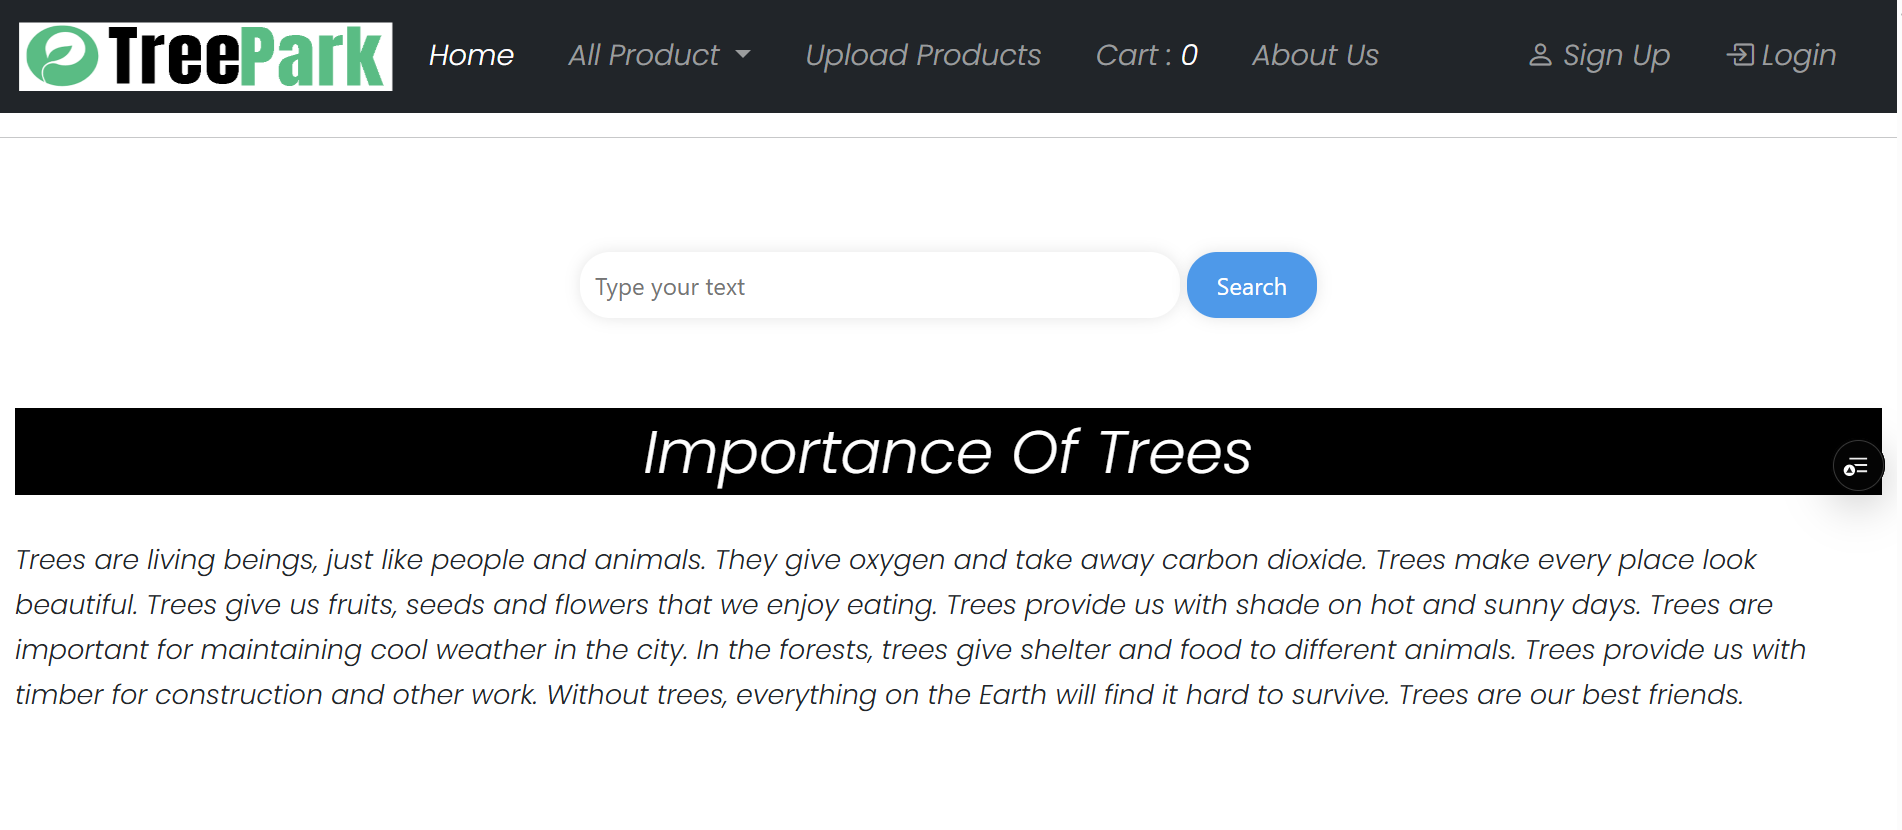 TreePark Home All Product Upload Products Cart : 0 About Us Sign Up Login
Type your text Search
Importance Of Trees
Trees are living beings, just like people and animals. They give oxygen and take away carbon dioxide. Trees make every place look
beautiful. Trees give us fruits, seeds and flowers that we enjoy eating. Trees provide us with shade on hot and sunny days. Trees are
important for maintaining cool weather in the city. In the forests, trees give shelter and food to different animals. Trees provide us with
timber for construction and other work. Without trees, everything on the Earth will find it hard to survive. Trees are our best friends.